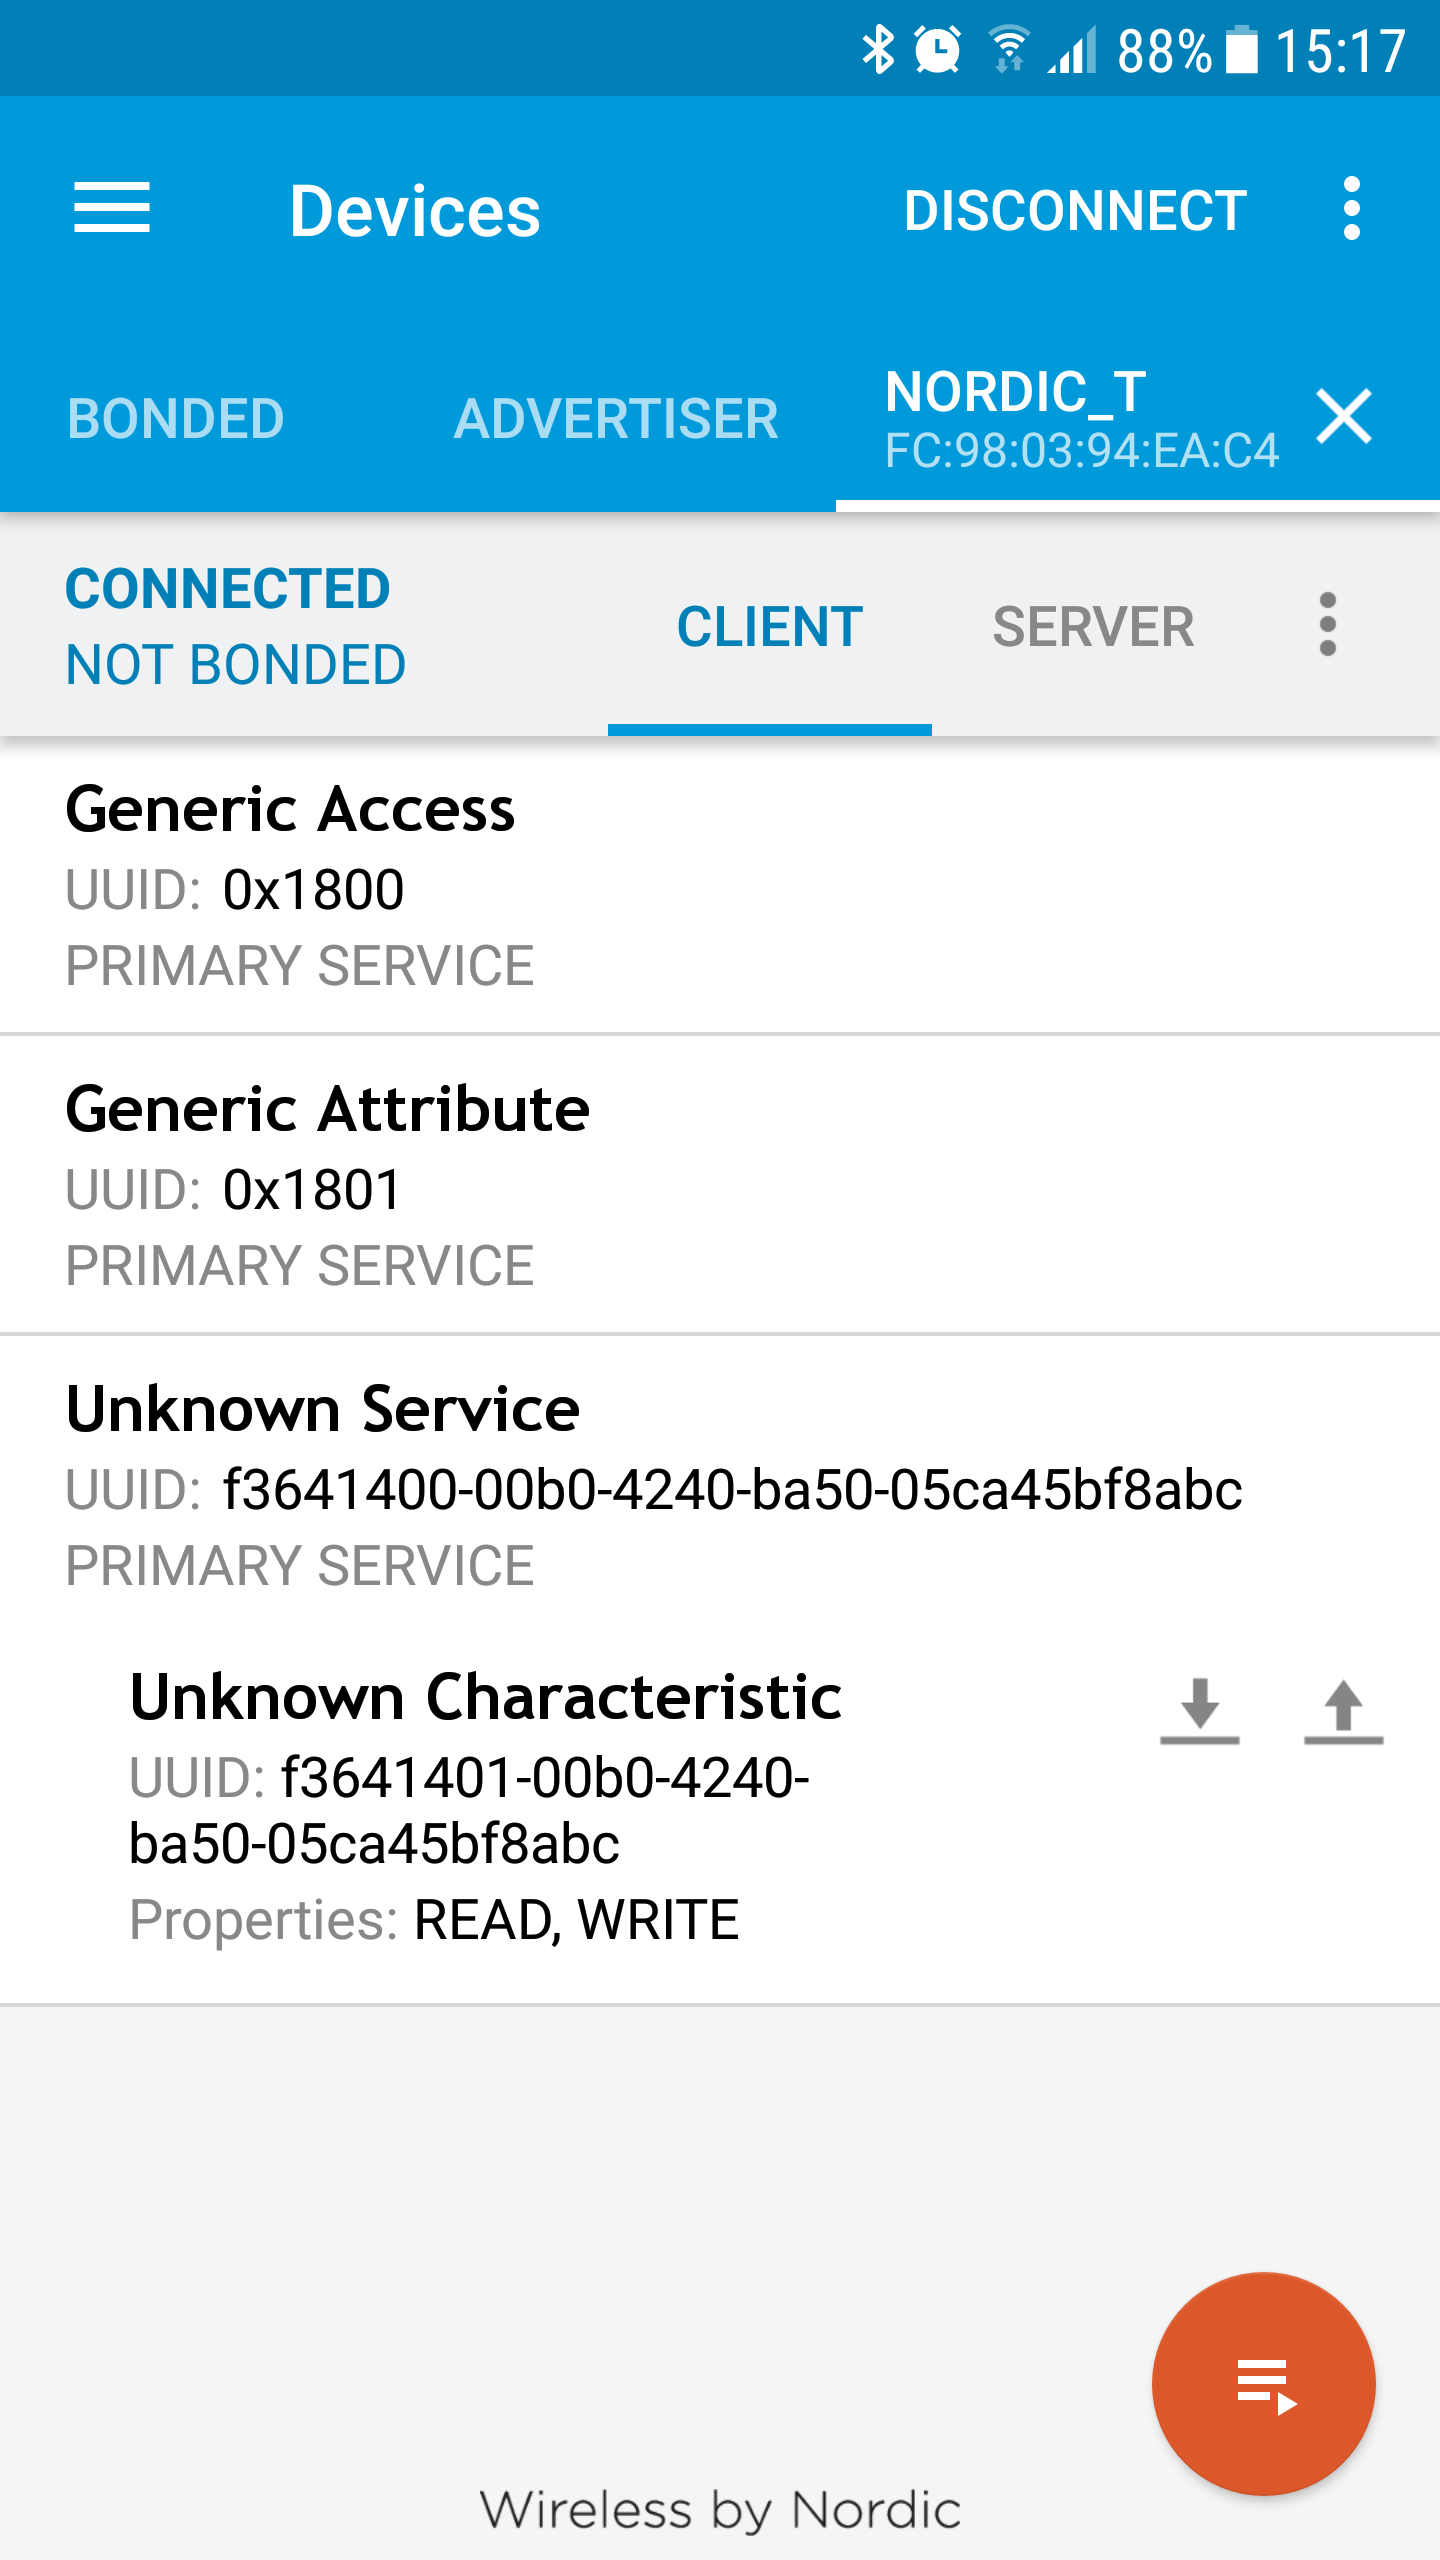 88% 15:17
Devices DISCONNECT
BONDED ADVERTISER NORDIC_T
FC:98:03:94:EA:C4
CONNECTED
NOT BONDED
CLIENT SERVER
Generic Access
UUID: 0x1800
PRIMARY SERVICE
Generic Attribute
UUID: 0x1801
PRIMARY SERVICE
Unknown Service
UUID: f3641400-00b0-4240-ba50-05ca45bf8abc
PRIMARY SERVICE
Unknown Characteristic
UUID: f3641401-00b0-4240-
ba50-05ca45bf8abc
Properties: READ, WRITE
Wireless by Nordic